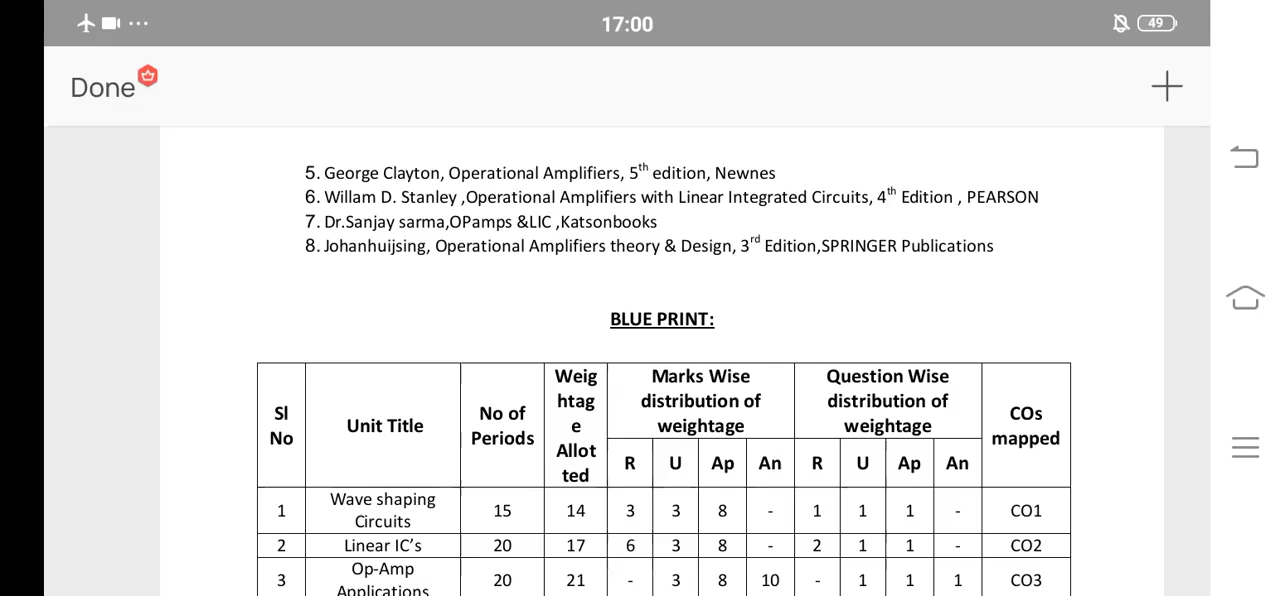 17:00
49
Done
5. George Clayton, Operational Amplifiers, 5th edition, Newnes
6. Willam D. Stanley ,Operational Amplifiers with Linear Integrated Circuits, 4th Edition , PEARSON
7. Dr.Sanjay sarma,OPamps &LIC ,Katsonbooks
8. Johanhuijsing, Operational Amplifiers theory & Design, 3rd Edition,SPRINGER Publications
BLUE PRINT:
Sl
No
Unit Title
No of
Periods
Weig
htag
e
Allot
ted
Marks Wise
distribution of
weightage
Question Wise
distribution of
weightage
COs
mapped
R U Ap An R U Ap An
1 Wave shaping
Circuits 15 14 3 3 8 - 1 1 1 - CO1
2 Linear IC’s 20 17 6 3 8 - 2 1 1 - CO2
3 Op-Amp
Applications 20 21 - 3 8 10 - 1 1 1 CO3